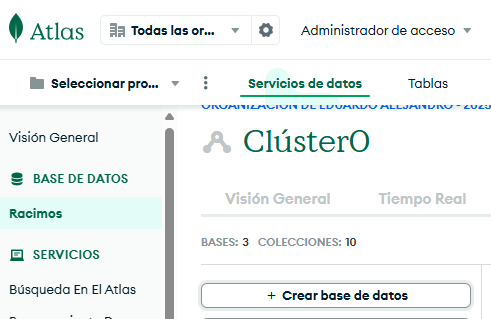 Atlas
Todas las or...
Administrador de acceso
Seleccionar pro...
Servicios de datos
Tablas
ORGANIZACIÓN DE EDUARDO ALEJANDRO - 2025
Visión General
Clúster0
BASE DE DATOS
Visión General
Tiempo Real
Racimos
BASES: 3 COLECCIONES: 10
SERVICIOS
Búsqueda En El Atlas
+ Crear base de datos